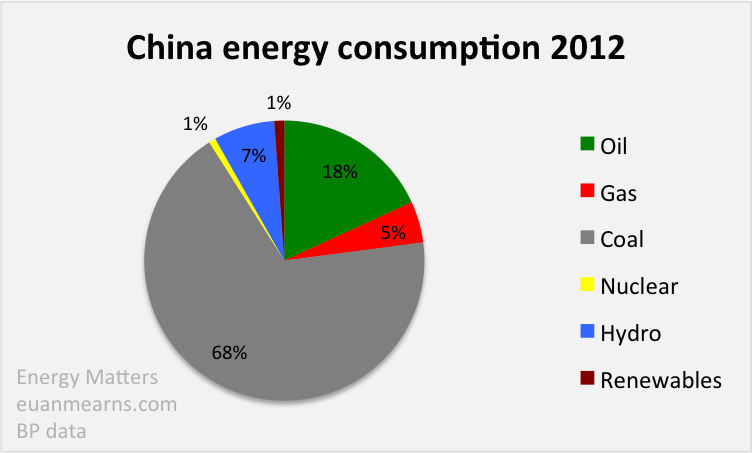 China energy consumption 2012
1%
1%
7%
18%
5%
68%
Oil
Gas
Coal
Nuclear
Hydro
Renewables
Energy Matters
euanmearns.com
BP data